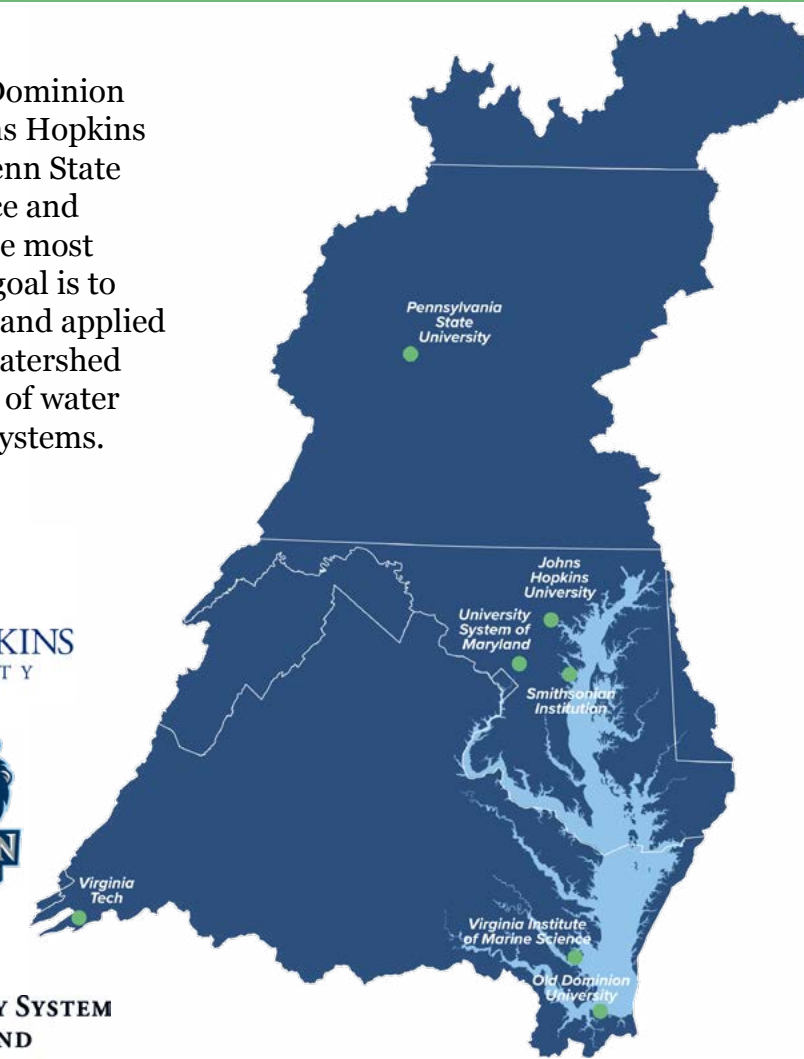 Dominion
Hopkins
enn State
ce and
e most
goal is to
and applied
atershed
of water
ystems.
Pennsylvania
State
University
Johns
Hopkins
University
University
System of
Maryland
Smithsonian
Institution
KINS
T Y
N
Virginia
Tech
Virginia Institute
of Marine Science
Old Dominion
University
Y SYSTEM
ND